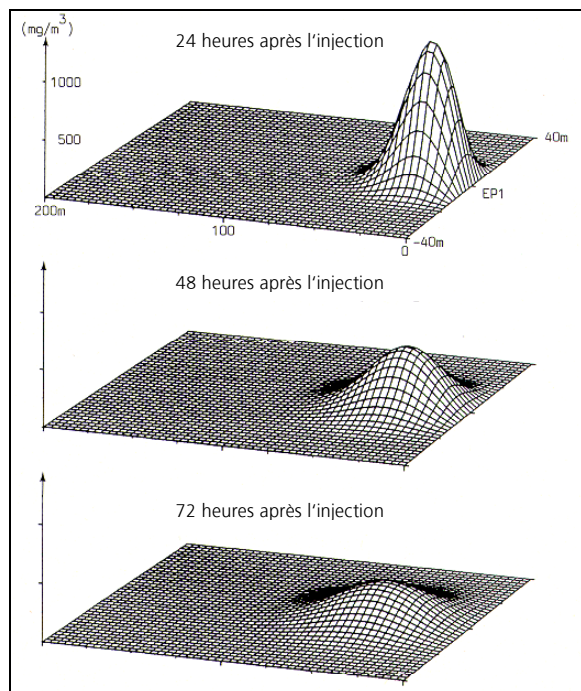 (mg/m³)
24 heures après l'injection
1000
500
40m
EP1
200m
100
0
-40m
48 heures après l'injection
72 heures après l'injection